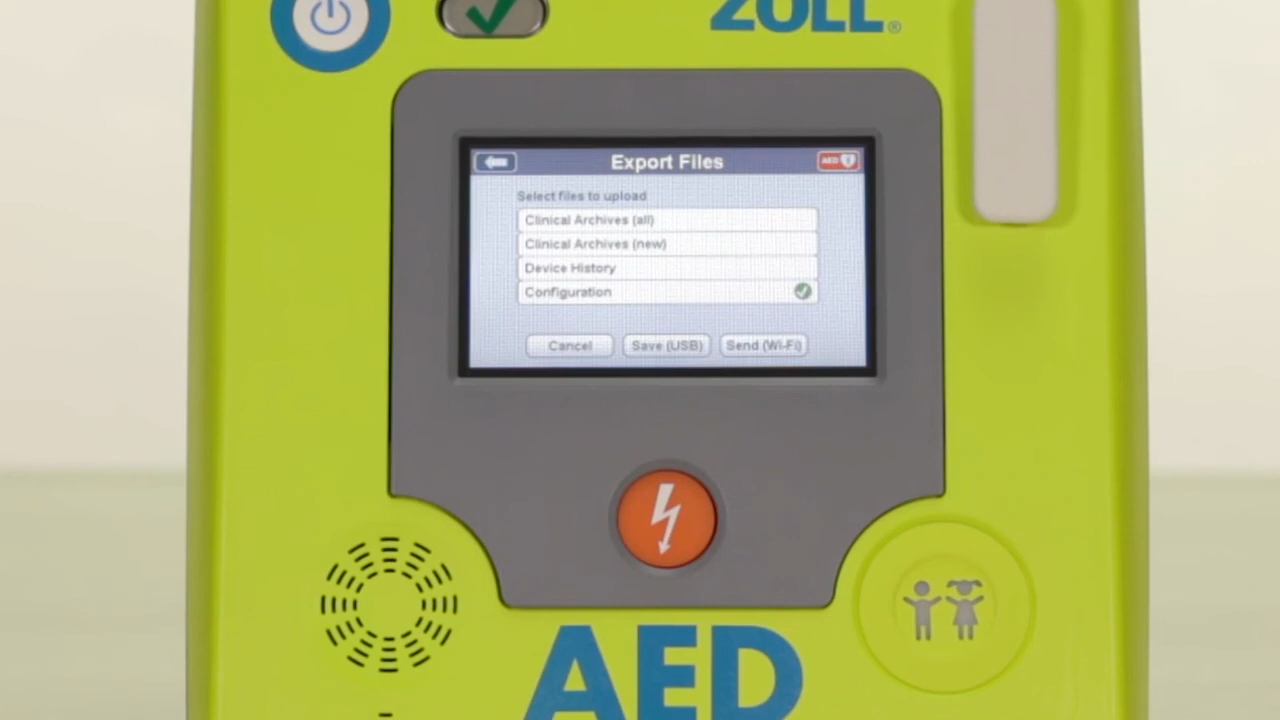 ZOLL®
Export Files
AED
Select files to upload
Clinical Archives (all)
Clinical Archives (new)
Device History
Configuration
Cancel
Save (USB)
Send (Wi-Fi)
AED